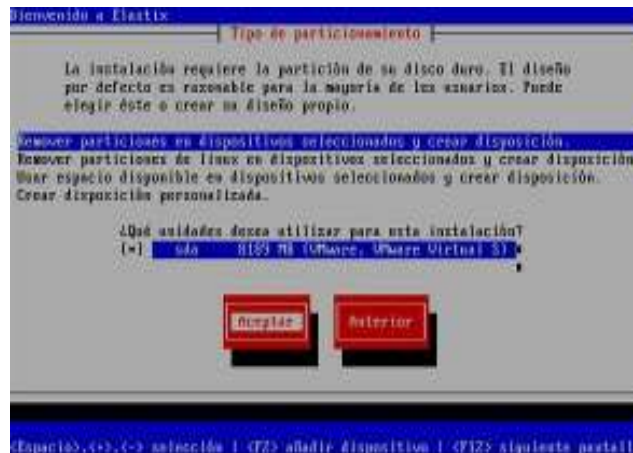 Bienvenido a Elastix
Tipo de particionamiento
La instalación requiere la partición de su disco duro. El diseño
por defecto es razonable para la mayoría de los usuarios. Puede
elegir éste o crear su diseño propio.
Remover particiones en dispositivos seleccionados y crear disposición.
Remover particiones de linux en dispositivos seleccionados y crear disposición
Usar espacio disponible en dispositivos seleccionados y crear disposición.
Crear disposición personalizada.
¿Qué unidades desea utilizar para esta instalación?
[*] sda 8189 MB (VMware, VMware Virtual S)
Aceptar Anterior
<Espacio>,<+>,<-> selección | <F2> añadir dispositivo | <F12> siguiente pantall